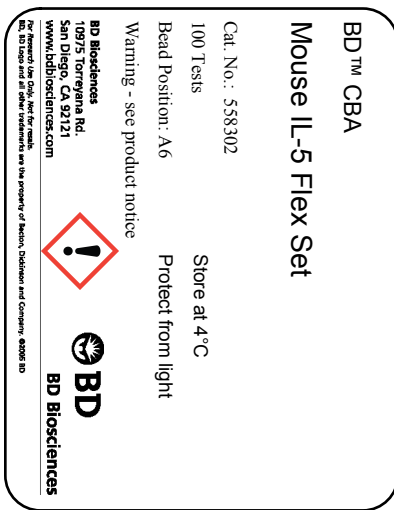 BD™ CBA
Mouse IL-5 Flex Set
Cat. No.: 558302
100 Tests
Store at 4°C
Bead Position: A6
Protect from light
Warning - see product notice
BD Biosciences
10975 Torreyana Rd.
San Diego, CA 92121
www.bdbiosciences.com
BD
BD Biosciences
For Research Use Only. Not for resale.
BD, BD Logo and all other trademarks are the property of Becton, Dickinson and Company. ©2005 BD